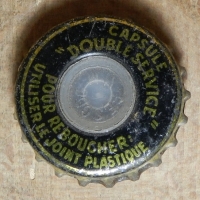 CAPSULE
"DOUBLE SERVICE"
POUR REBOUCHER:
UTILISER LE JOINT PLASTIQUE